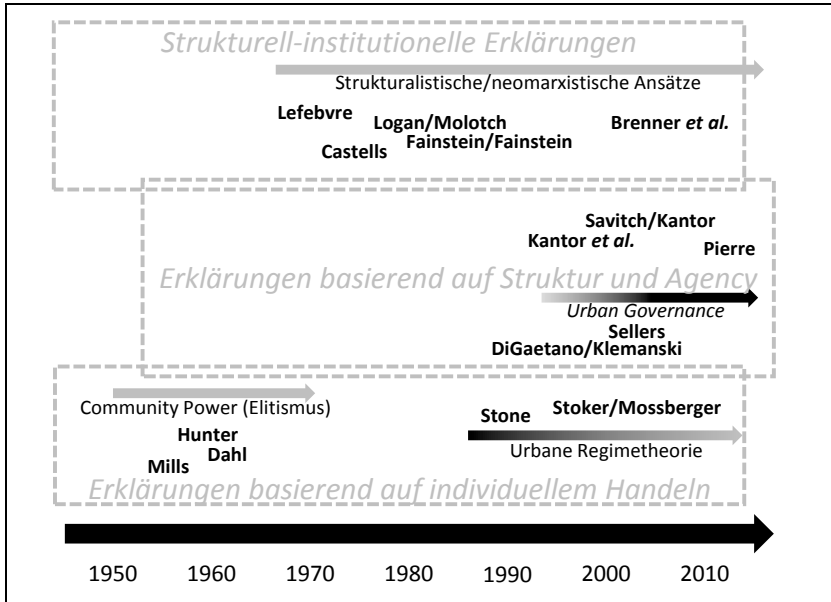 Strukturell-institutionelle Erklärungen
Strukturalistische/neomarxistische Ansätze
Lefebvre
Logan/Molotch
Brenner et al.
Fainstein/Fainstein
Castells
Savitch/Kantor
Kantor et al.
Pierre
Erklärungen basierend auf Struktur und Agency
Urban Governance
Sellers
DiGaetano/Klemanski
Community Power (Elitismus)
Stone
Stoker/Mossberger
Hunter
Dahl
Urbane Regimetheorie
Mills
Erklärungen basierend auf individuellem Handeln
1950 1960 1970 1980 1990 2000 2010